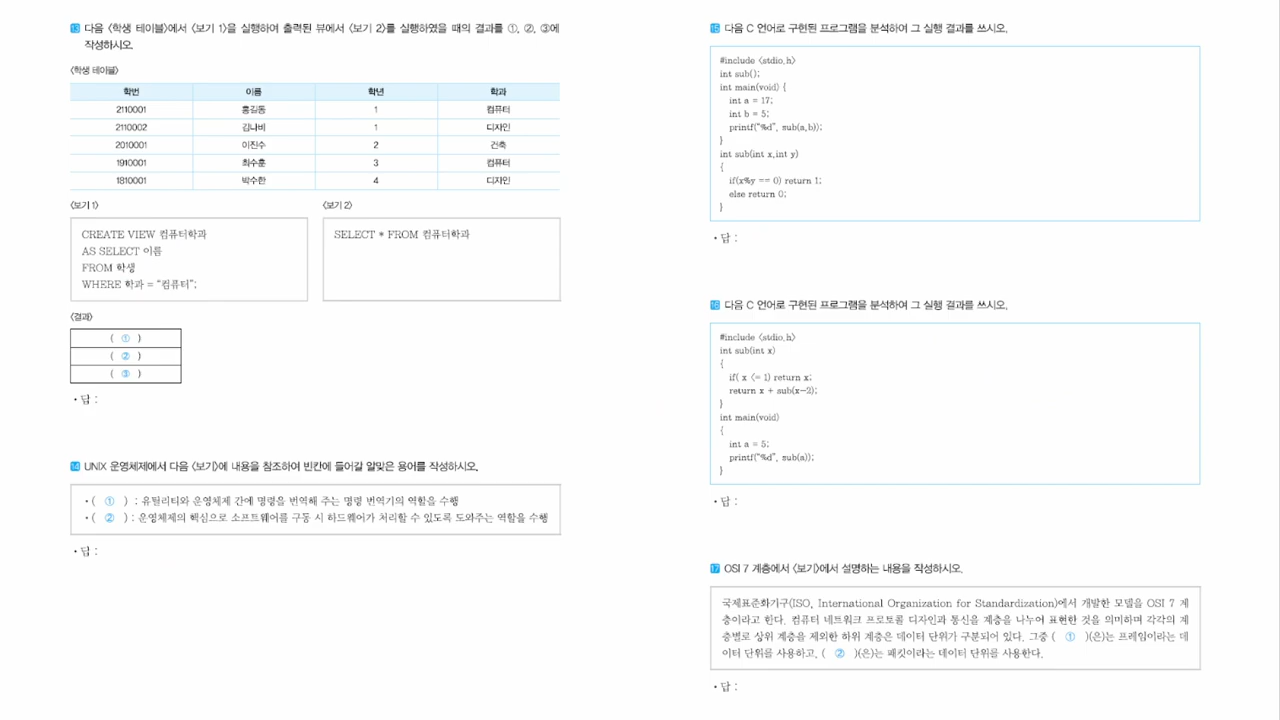 13 다음 〈학생 테이블〉에서 〈보기 1〉을 실행하여 출력된 뷰에서 〈보기 2〉를 실행하였을 때의 결과를 ①, ②, ③에
작성하시오.
〈학생 테이블〉
학번 이름 학년 학과
2110001 홍길동 1 컴퓨터
2110002 김나비 1 디자인
2010001 이진수 2 건축
1910001 최수훈 3 컴퓨터
1810001 박수한 4 디자인
〈보기 1〉
CREATE VIEW 컴퓨터학과
AS SELECT 이름
FROM 학생
WHERE 학과 = “컴퓨터”;
〈보기 2〉
SELECT * FROM 컴퓨터학과
〈결과〉
( ① )
( ② )
( ③ )
• 답 :
14 UNIX 운영체제에서 다음 〈보기〉에 내용을 참조하여 빈칸에 들어갈 알맞은 용어를 작성하시오.
• ( ① ) : 유틸리티와 운영체제 간에 명령을 번역해 주는 명령 번역기의 역할을 수행
• ( ② ) : 운영체제의 핵심으로 소프트웨어를 구동 시 하드웨어가 처리할 수 있도록 도와주는 역할을 수행
• 답 :
15 다음 C 언어로 구현된 프로그램을 분석하여 그 실행 결과를 쓰시오.
#include 〈stdio.h〉
int sub();
int main(void) {
int a = 17;
int b = 5;
printf(“%d”, sub(a,b));
}
int sub(int x,int y)
{
if(x%y == 0) return 1;
else return 0;
}
• 답 :
16 다음 C 언어로 구현된 프로그램을 분석하여 그 실행 결과를 쓰시오.
#include 〈stdio.h〉
int sub(int x)
{
if( x 〈= 1) return x;
return x + sub(x-2);
}
int main(void)
{
int a = 5;
printf(“%d”, sub(a));
}
• 답 :
17 OSI 7 계층에서 〈보기〉에서 설명하는 내용을 작성하시오.
국제표준화기구(ISO, International Organization for Standardization)에서 개발한 모델을 OSI 7 계
층이라고 한다. 컴퓨터 네트워크 프로토콜 디자인과 통신을 계층을 나누어 표현한 것을 의미하며 각각의 계
층별로 상위 계층을 제외한 하위 계층은 데이터 단위가 구분되어 있다. 그중 ( ① )(은)는 프레임이라는 데
이터 단위를 사용하고, ( ② )(은)는 패킷이라는 데이터 단위를 사용한다.
• 답 :